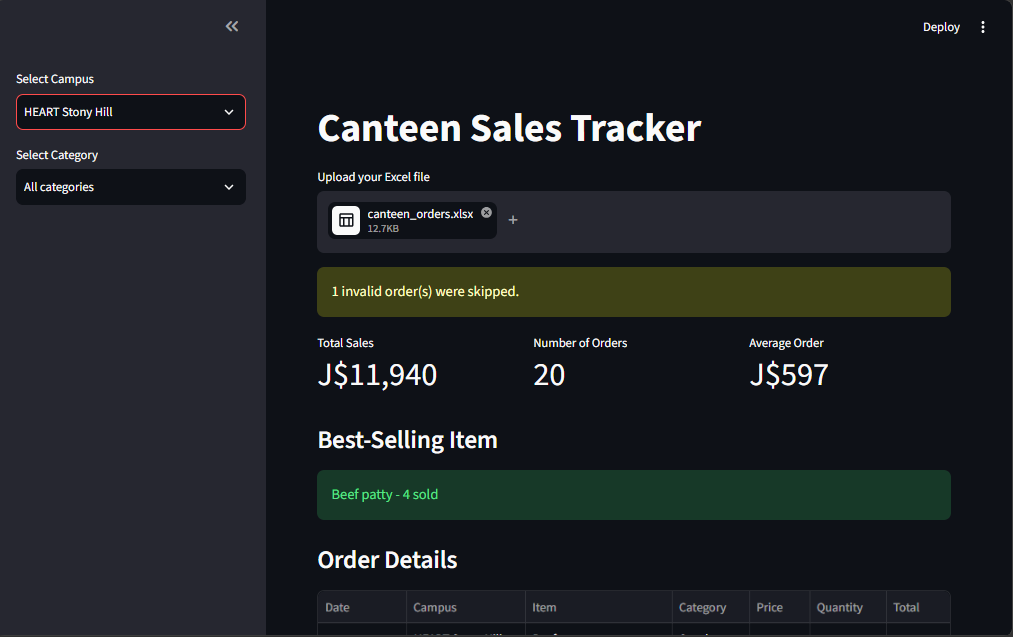 Deploy
Select Campus
HEART Stony Hill
Select Category
All categories
Canteen Sales Tracker
Upload your Excel file
canteen_orders.xlsx
12.7KB
1 invalid order(s) were skipped.
Total Sales Number of Orders Average Order
J$11,940 20 J$597
Best-Selling Item
Beef patty - 4 sold
Order Details
Date Campus Item Category Price Quantity Total